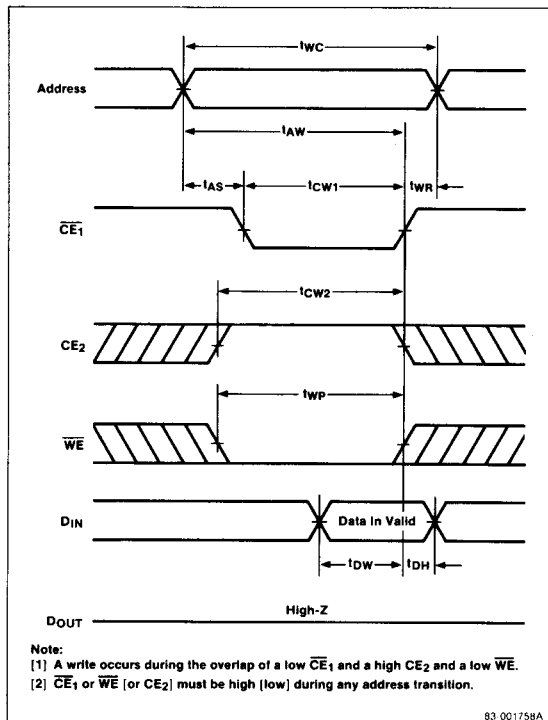 tWC
Address
tAW
tAS
tCW1
tWR
CE1
tCW2
CE2
tWP
WE
DIN
Data In Valid
tDW
tDH
High-Z
DOUT
Note:
[1] A write occurs during the overlap of a low CE1 and a high CE2 and a low WE.
[2] CE1 or WE [or CE2] must be high [low] during any address transition.
83-001758A